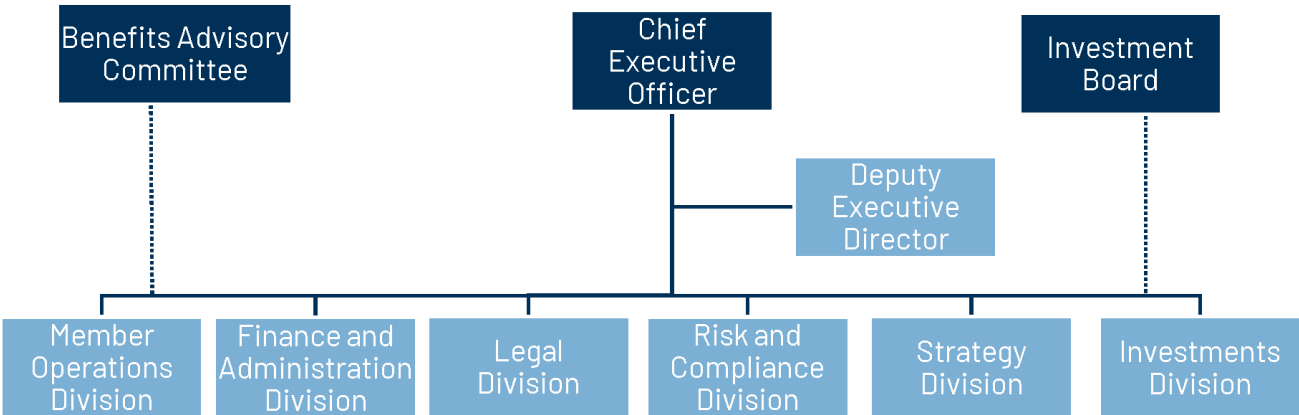 Benefits Advisory
Committee
Chief
Executive
Officer
Investment
Board
Deputy
Executive
Director
Member
Operations
Division
Finance and
Administration
Division
Legal
Division
Risk and
Compliance
Division
Strategy
Division
Investments
Division